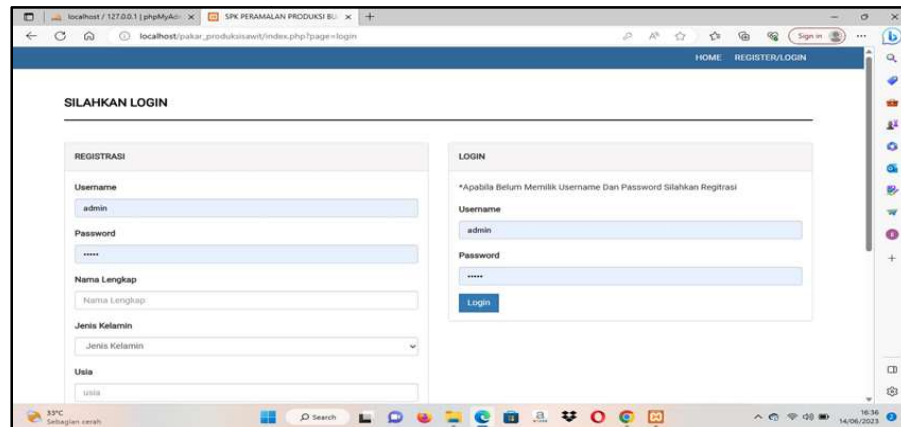 localhost / 127.0.0.1 | phpMyAdm
SPK PERAMALAN PRODUKSI BU
localhost/pakar_produksisawit/index.php?page=login
Sign in
HOME REGISTER/LOGIN
SILAHKAN LOGIN
REGISTRASI
Username
admin
Password
•••••
Nama Lengkap
Nama Lengkap
Jenis Kelamin
Jenis Kelamin
Usia
usia
LOGIN
*Apabila Belum Memilik Username Dan Password Silahkan Regitrasi
Username
admin
Password
•••••
Login
33°C
Sebagian cerah
Search
16:36
14/06/2023